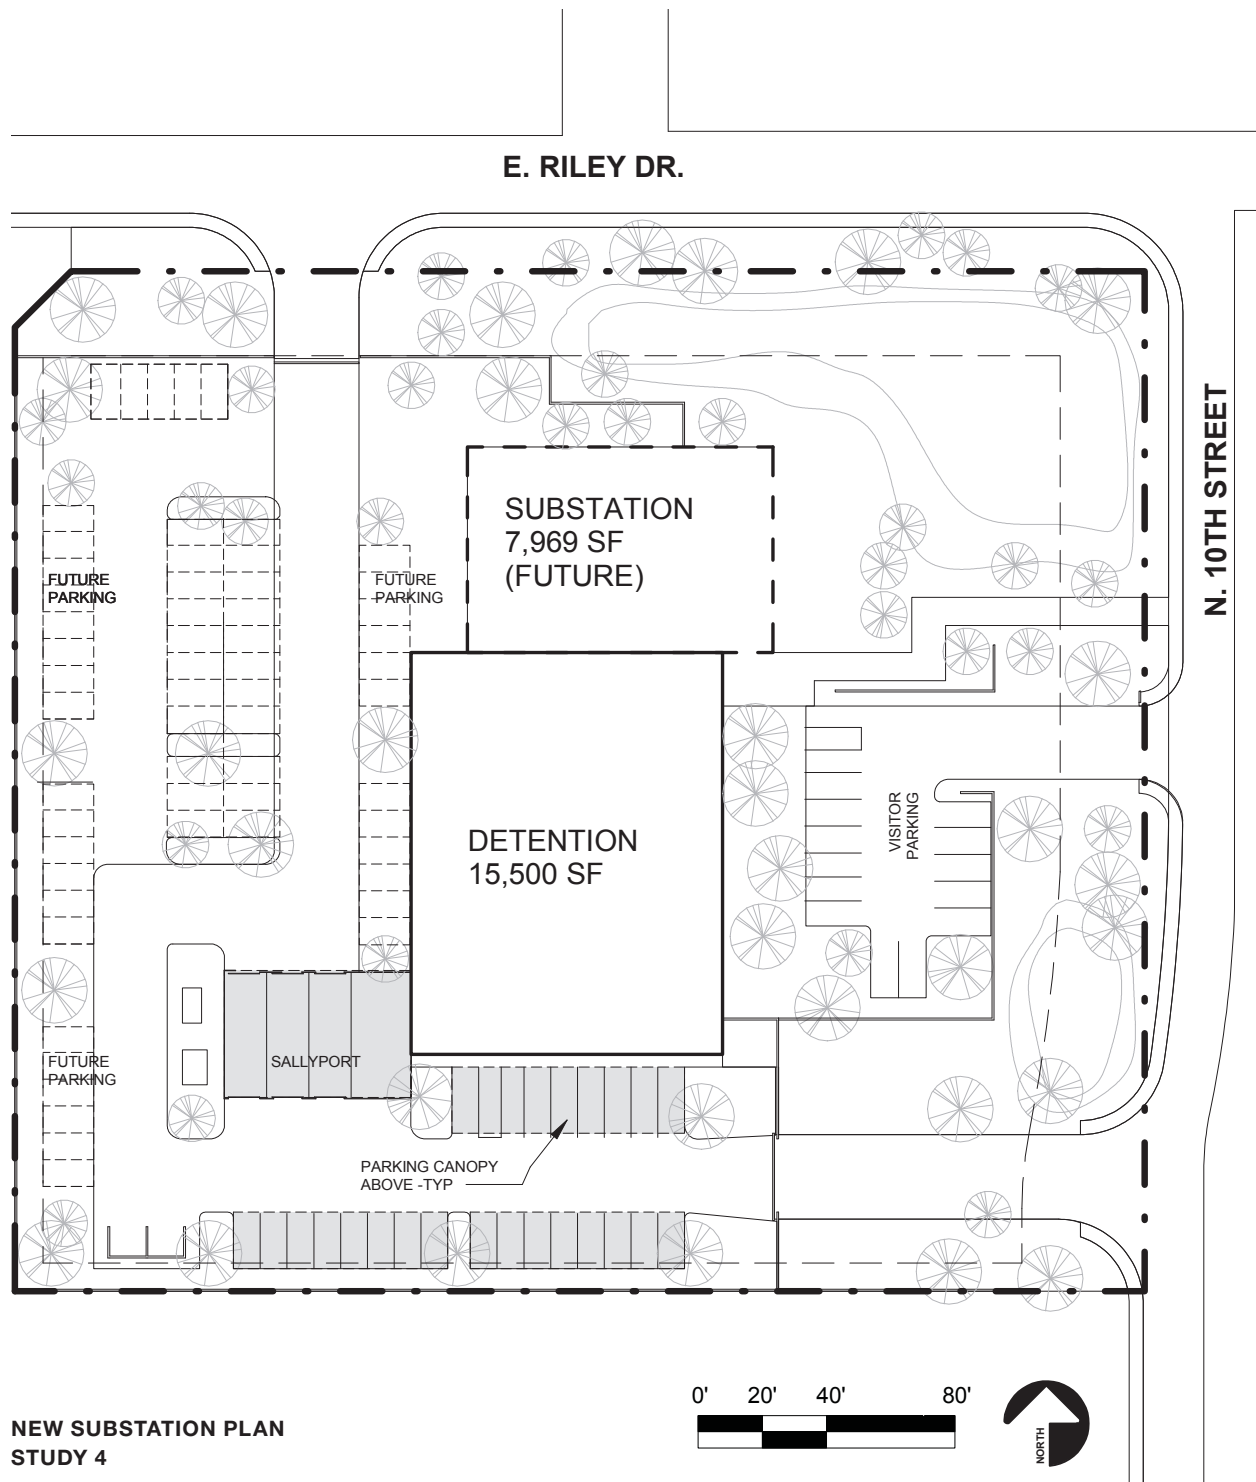 E. RILEY DR.
N. 10TH STREET
SUBSTATION
7,969 SF
(FUTURE)
FUTURE
PARKING
FUTURE
PARKING
DETENTION
15,500 SF
VISITOR
PARKING
FUTURE
PARKING
SALLYPORT
PARKING CANOPY
ABOVE -TYP
0' 20' 40' 80'
NORTH
NEW SUBSTATION PLAN
STUDY 4